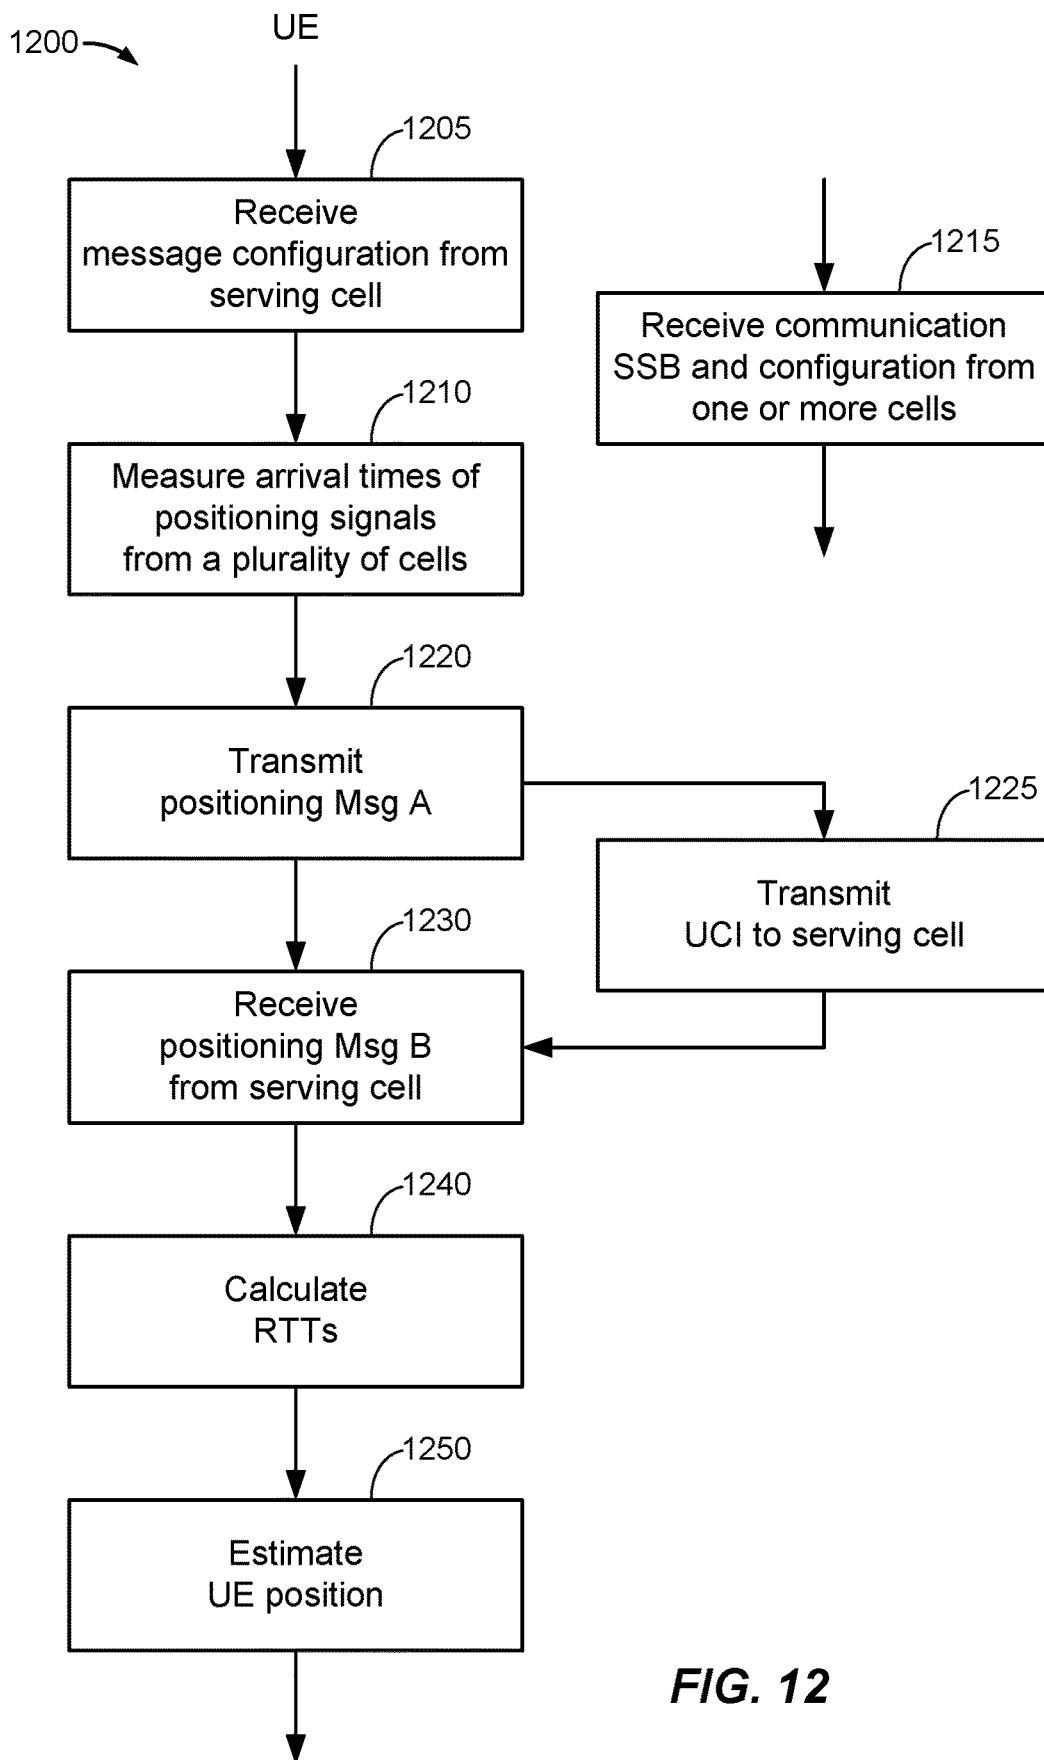 1200
UE
1205
Receive
message configuration from
serving cell
1215
Receive communication
SSB and configuration from
one or more cells
1210
Measure arrival times of
positioning signals
from a plurality of cells
1220
Transmit
positioning Msg A
1225
Transmit
UCI to serving cell
1230
Receive
positioning Msg B
from serving cell
1240
Calculate
RTTs
1250
Estimate
UE position
FIG. 12